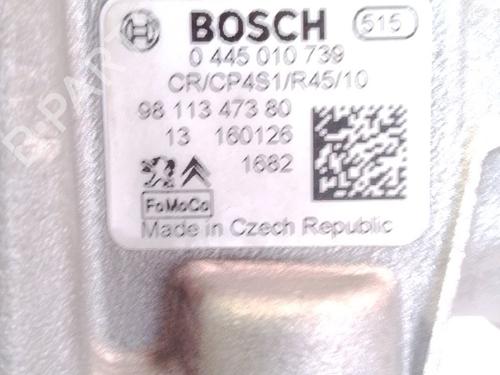 BOSCH 515
0 445 010 739
CR/CP4S1/R45/10
98 113 473 80
13 160126
1682
FoMoCo
Made in Czech Republic
B-PARTS